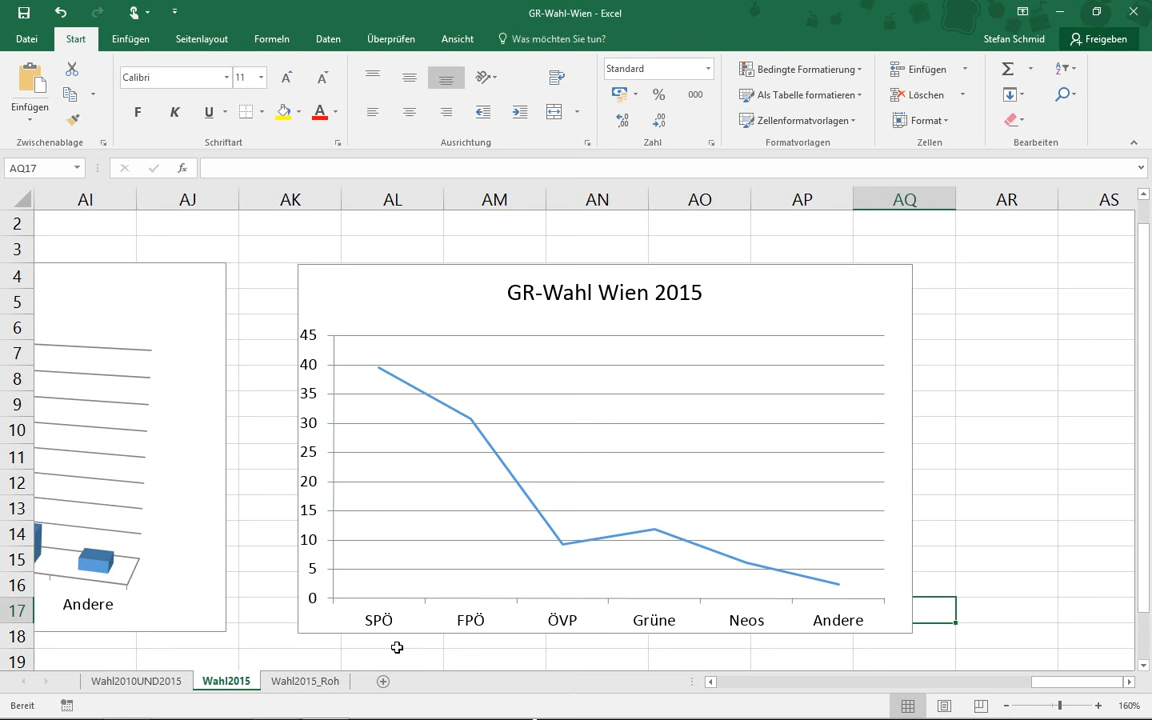 GR-Wahl-Wien - Excel
Datei Start Einfügen Seitenlayout Formeln Daten Überprüfen Ansicht Was möchten Sie tun? Stefan Schmid Freigeben
Einfügen
Zwischenablage
Calibri 11
F K U A
Schriftart
Ausrichtung
Standard
% 000
Zahl
Bedingte Formatierung
Als Tabelle formatieren
Zellenformatvorlagen
Formatvorlagen
Einfügen
Löschen
Format
Zellen
Bearbeiten
AQ17 fx
AI AJ AK AL AM AN AO AP AQ AR AS
2
3
4
5
6
7
8
9
10
11
12
13
14
15
16
17
18
19
Andere
GR-Wahl Wien 2015
45
40
35
30
25
20
15
10
5
0
SPÖ FPÖ ÖVP Grüne Neos Andere
Wahl2010UND2015 Wahl2015 Wahl2015_Roh
Bereit 160%